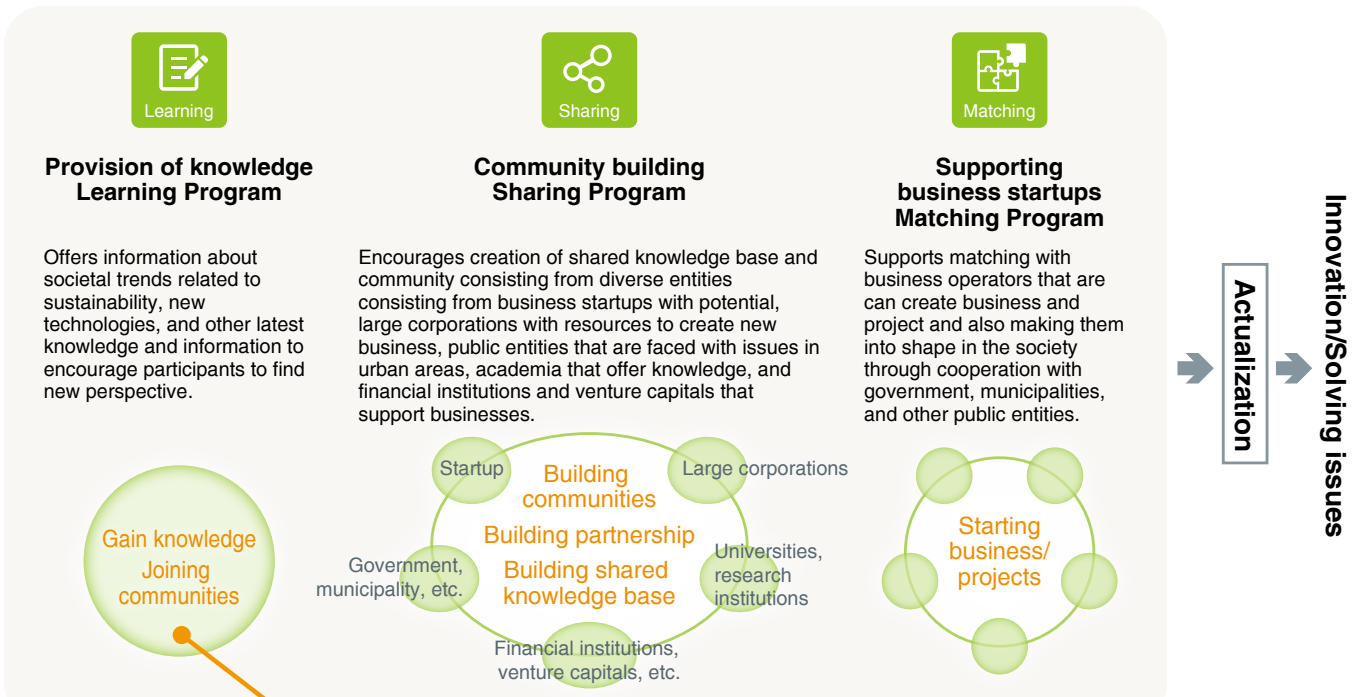 Learning
Provision of knowledge
Learning Program
Offers information about
societal trends related to
sustainability, new
technologies, and other latest
knowledge and information to
encourage participants to find
new perspective.
Gain knowledge
Joining
communities
Sharing
Community building
Sharing Program
Encourages creation of shared knowledge base and
community consisting from diverse entities
consisting from business startups with potential,
large corporations with resources to create new
business, public entities that are faced with issues in
urban areas, academia that offer knowledge, and
financial institutions and venture capitals that
support businesses.
Startup
Large corporations
Building
communities
Building partnership
Building shared
knowledge base
Government,
municipality, etc.
Universities,
research
institutions
Financial institutions,
venture capitals, etc.
Matching
Supporting
business startups
Matching Program
Supports matching with
business operators that are
can create business and
project and also making them
into shape in the society
through cooperation with
government, municipalities,
and other public entities.
Starting
business/
projects
Actualization
Innovation/Solving issues